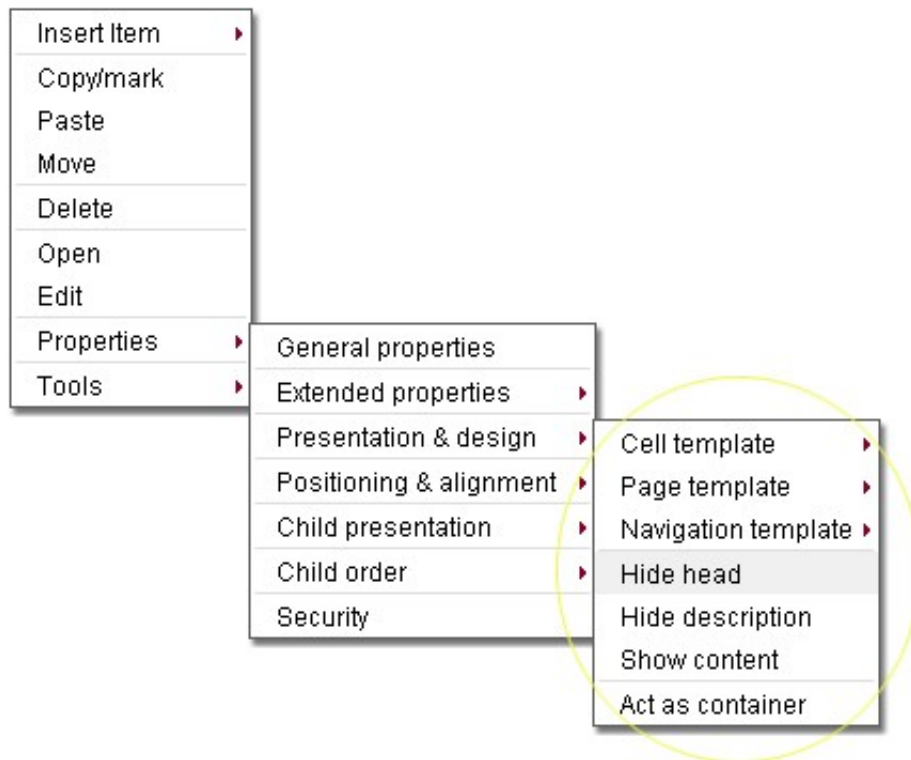 Insert Item
Copy/mark
Paste
Move
Delete
Open
Edit
Properties
Tools
General properties
Extended properties
Presentation & design
Positioning & alignment
Child presentation
Child order
Security
Cell template
Page template
Navigation template
Hide head
Hide description
Show content
Act as container